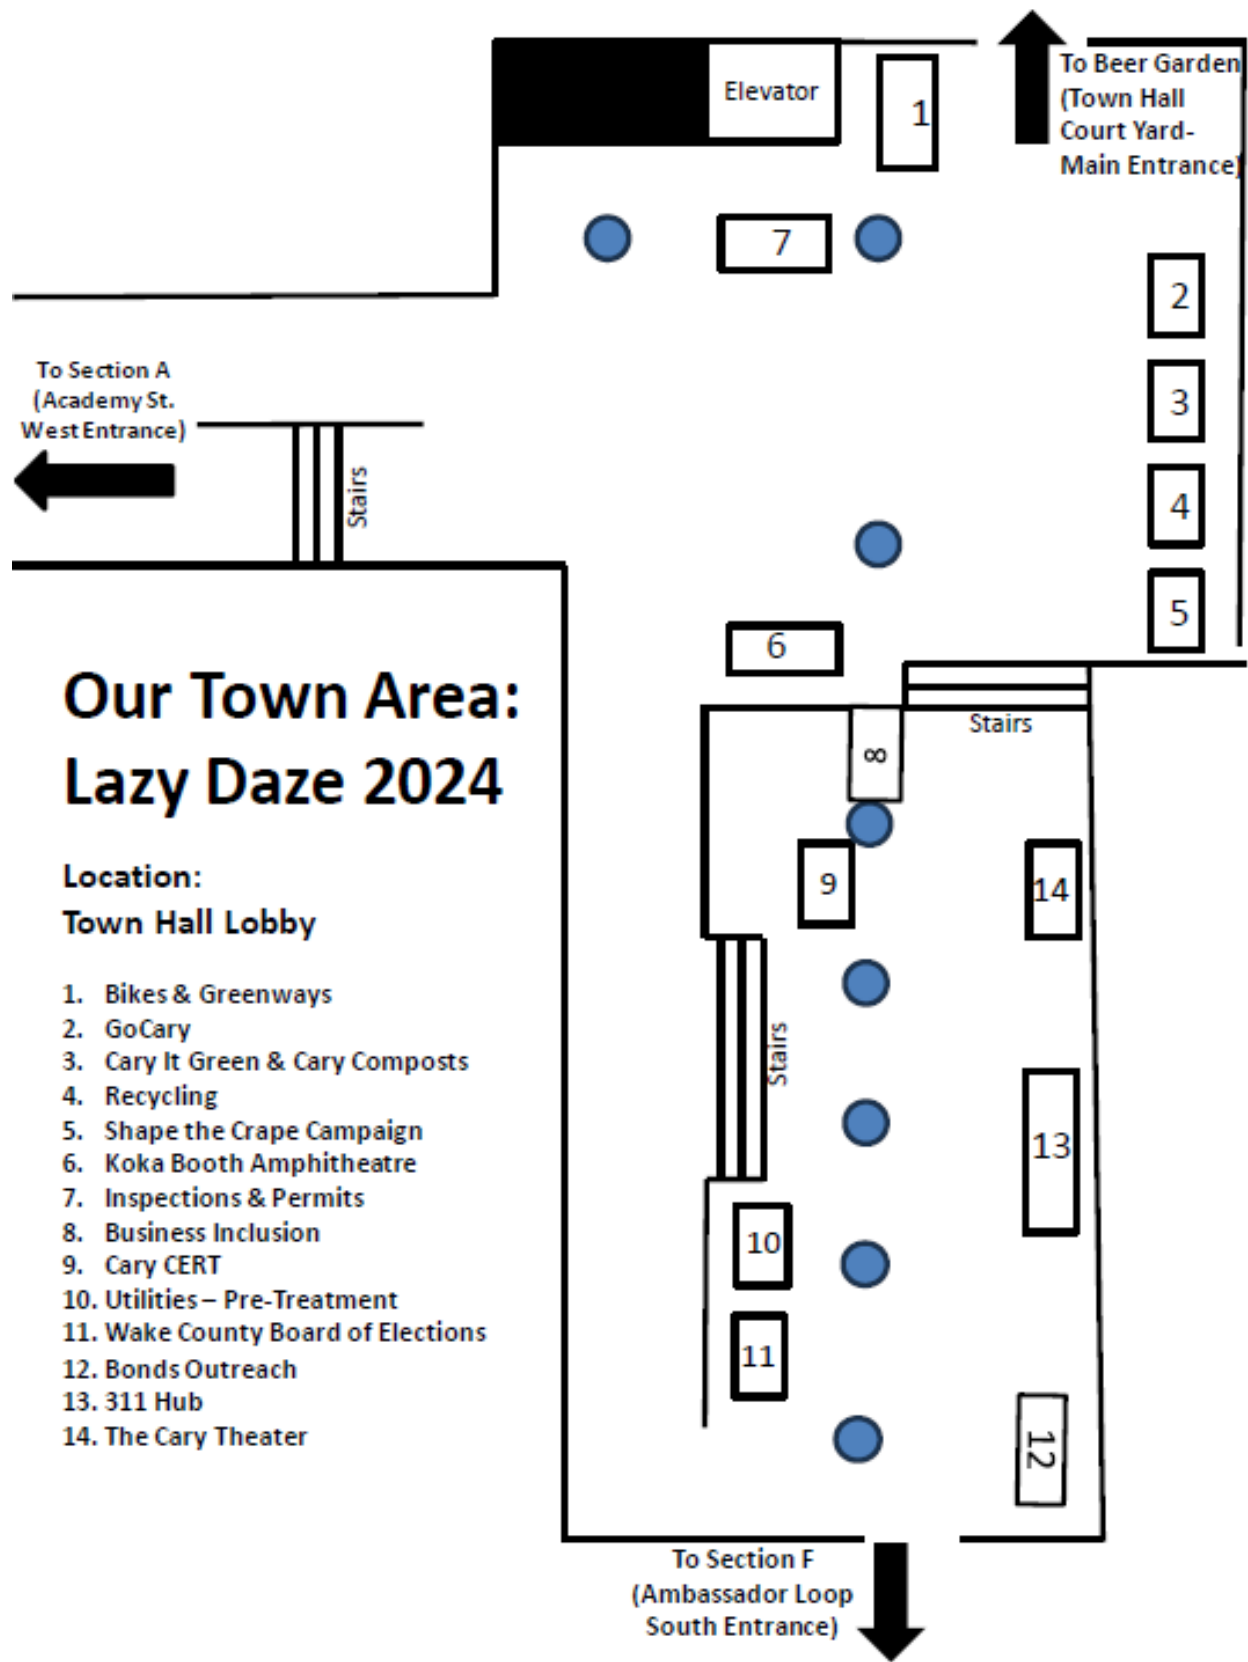 Elevator
1
To Beer Garden
(Town Hall
Court Yard-
Main Entrance)
7
2
To Section A
(Academy St.
West Entrance)
3
Stairs
4
5
6
Our Town Area:
Lazy Daze 2024
Stairs
8
Location:
Town Hall Lobby
9
14
1. Bikes & Greenways
2. GoCary
3. Cary It Green & Cary Composts
4. Recycling
5. Shape the Crape Campaign
6. Koka Booth Amphitheatre
7. Inspections & Permits
8. Business Inclusion
9. Cary CERT
10. Utilities – Pre-Treatment
11. Wake County Board of Elections
12. Bonds Outreach
13. 311 Hub
14. The Cary Theater
Stairs
13
10
11
12
To Section F
(Ambassador Loop
South Entrance)